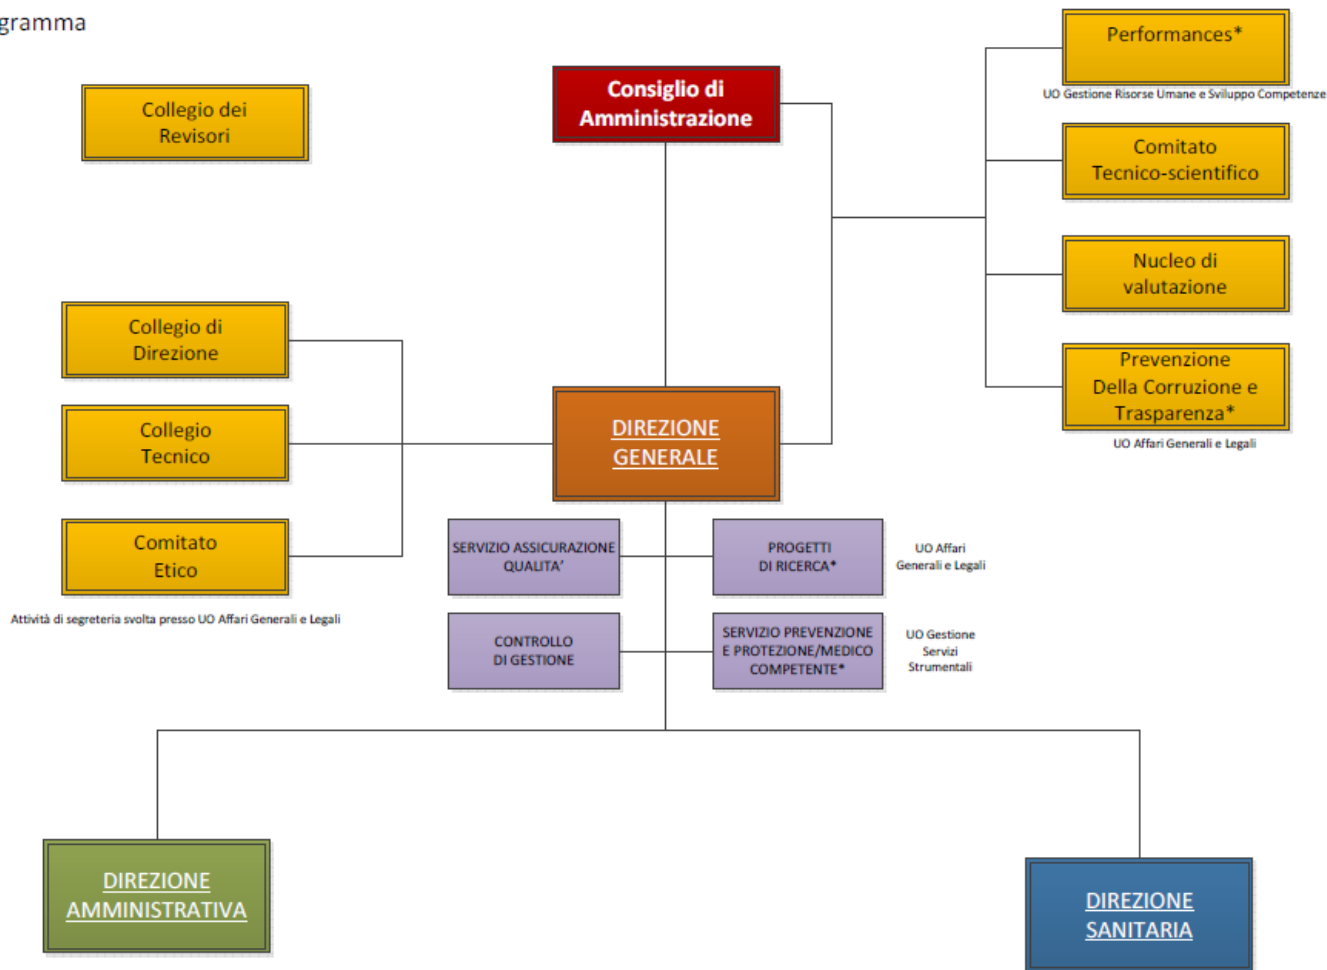 gramma
Collegio dei
Revisori
Consiglio di
Amministrazione
Performances*
UO Gestione Risorse Umane e Sviluppo Competenze
Comitato
Tecnico-scientifico
Nucleo di
valutazione
Prevenzione
Della Corruzione e
Trasparenza*
UO Affari Generali e Legali
Collegio di
Direzione
Collegio
Tecnico
Comitato
Etico
Attività di segreteria svolta presso UO Affari Generali e Legali
DIREZIONE
GENERALE
SERVIZIO ASSICURAZIONE
QUALITA’
PROGETTI
DI RICERCA*
UO Affari
Generali e Legali
CONTROLLO
DI GESTIONE
SERVIZIO PREVENZIONE
E PROTEZIONE/MEDICO
COMPETENTE*
UO Gestione
Servizi
Strumentali
DIREZIONE
AMMINISTRATIVA
DIREZIONE
SANITARIA